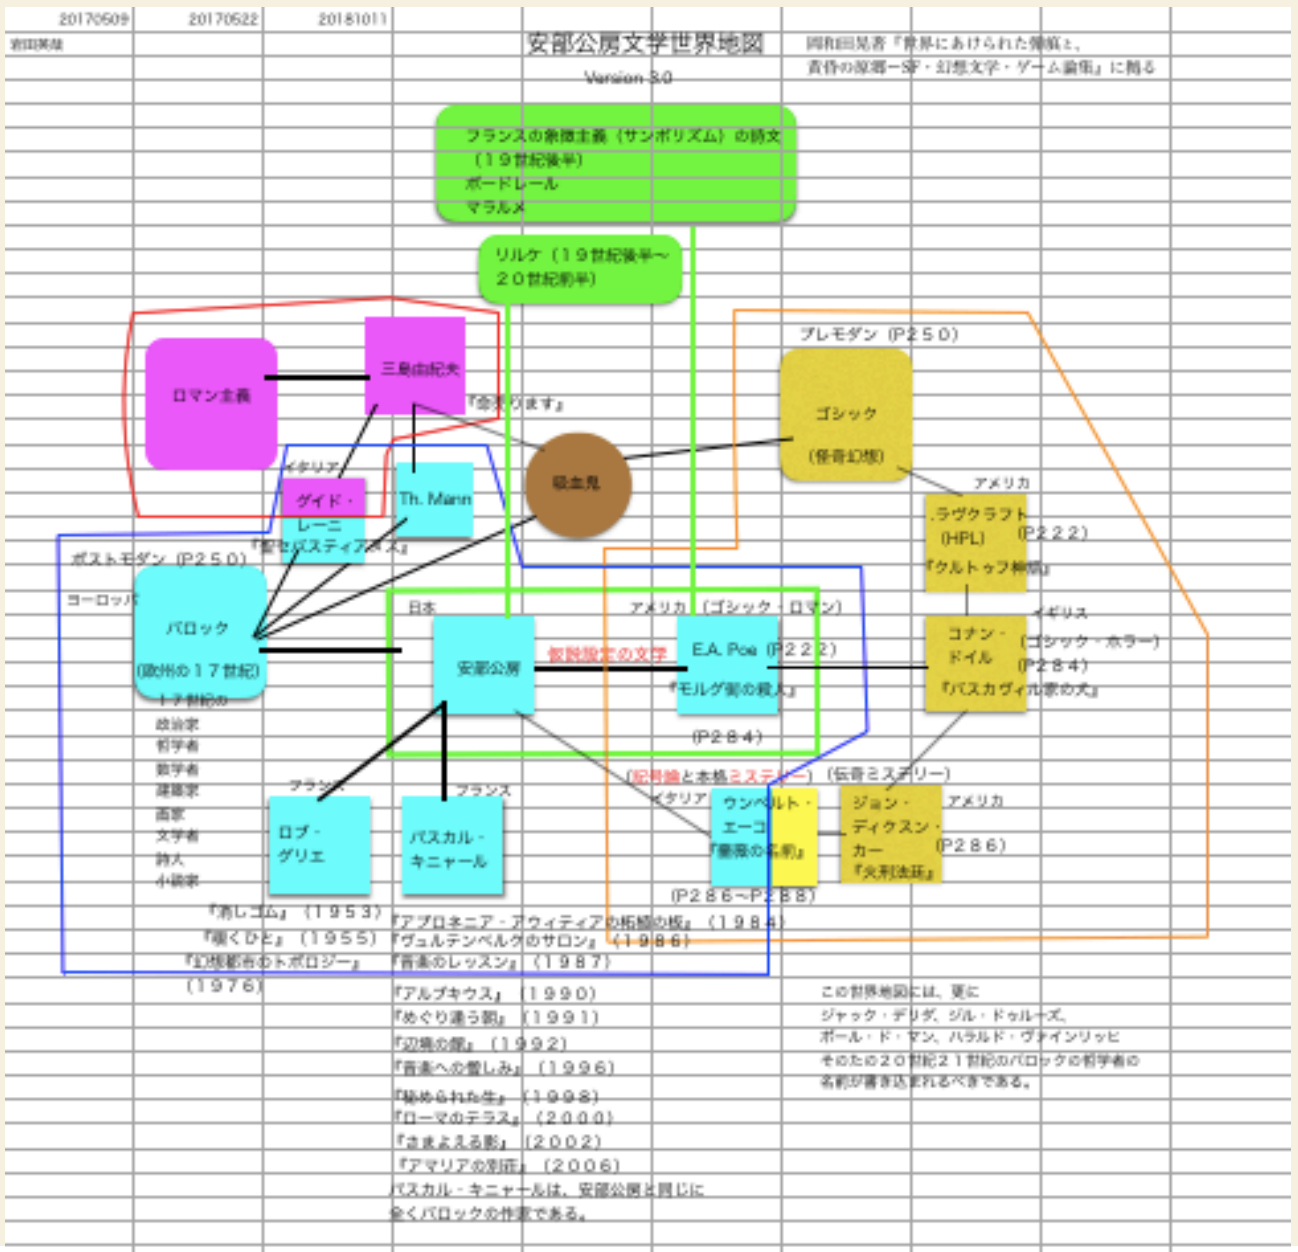 20170509 20170522 20181011
岩田英哉
安部公房文学世界地図
Version 3.0
岡和田晃著『世界にあけられた弾痕と、
黄昏の原郷ーSF・幻想文学・ゲーム論集』に拠る
フランスの象徴主義（サンボリズム）の詩文
（１９世紀後半）
ボードレール
マラルメ
リルケ（１９世紀後半〜
２０世紀前半）
プレモダン（P２５０）
ロマン主義
三島由紀夫
『命売ります』
ゴシック
（怪奇幻想）
吸血鬼
イタリア
グイド・
レーニ
『聖セバスティアヌス』
Th. Mann
アメリカ
.ラヴクラフト
(HPL)
（P２２２）
『クルトゥフ神話』
ポストモダン（P２５０）
ヨーロッパ
バロック
（欧州の１７世紀）
１７世紀の
政治家
哲学者
数学者
建築家
画家
文学者
詩人
小説家
日本
安部公房
仮説設定の文学
アメリカ （ゴシック・ロマン）
E.A. Poe（P２２２）
『モルグ街の殺人』
（P２８４）
イギリス
コナン・
ドイル
（ゴシック・ホラー）
（P２８４）
『バスカヴィル家の犬』
フランス
ロブ・
グリエ
フランス
パスカル・
キニャール
（記号論と本格ミステリー）
イタリア
ウンベルト・
エーコ
『薔薇の名前』
（P２８６〜P２８８）
（伝奇ミステリー）
ジョン・
ディクスン・
カー
『火刑法廷』
アメリカ
（P２８６）
『消しゴム』（１９５３）
『覗くひと』（１９５５）
『幻想都市のトポロジー』
（１９７６）
『アプロネニア・アウィティアの柘植の板』（１９８４）
『ヴュルテンベルクのサロン』（１９８６）
『音楽のレッスン』（１９８７）
『アルブキウス』（１９９０）
『めぐり逢う朝』（１９９１）
『辺境の館』（１９９２）
『音楽への憎しみ』（１９９６）
『秘められた生』（１９９８）
『ローマのテラス』（２０００）
『さまよえる影』（２００２）
『アマリアの別荘』（２００６）
パスカル・キニャールは、安部公房と同じに
全くバロックの作家である。
この世界地図には、更に
ジャック・デリダ、ジル・ドゥルーズ、
ポール・ド・マン、ハラルド・ヴァインリッヒ
そのたの２０世紀２１世紀のバロックの哲学者の
名前が書き込まれるべきである。